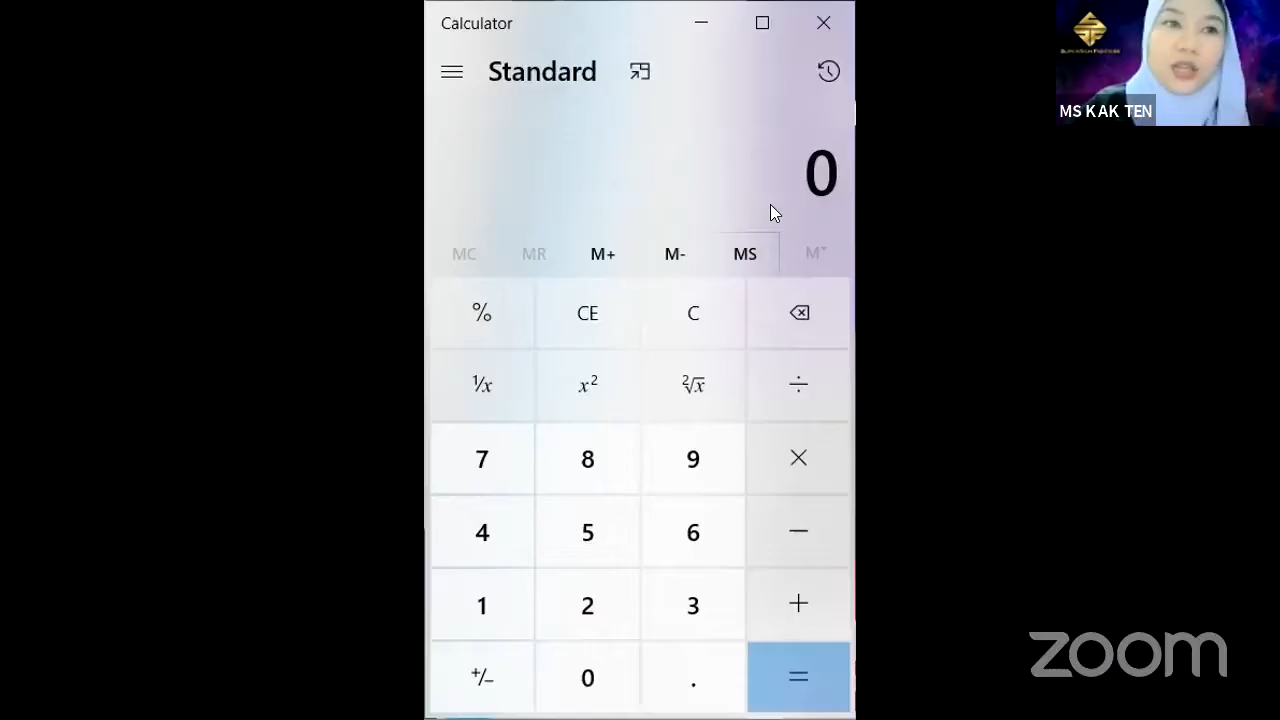 Calculator
Standard
0
MC MR M+ M- MS M˅
% CE C
⅟x x² ²√x ÷
7 8 9 ×
4 5 6 −
1 2 3 +
+/− 0 . =
MS KAK TEN
zoom